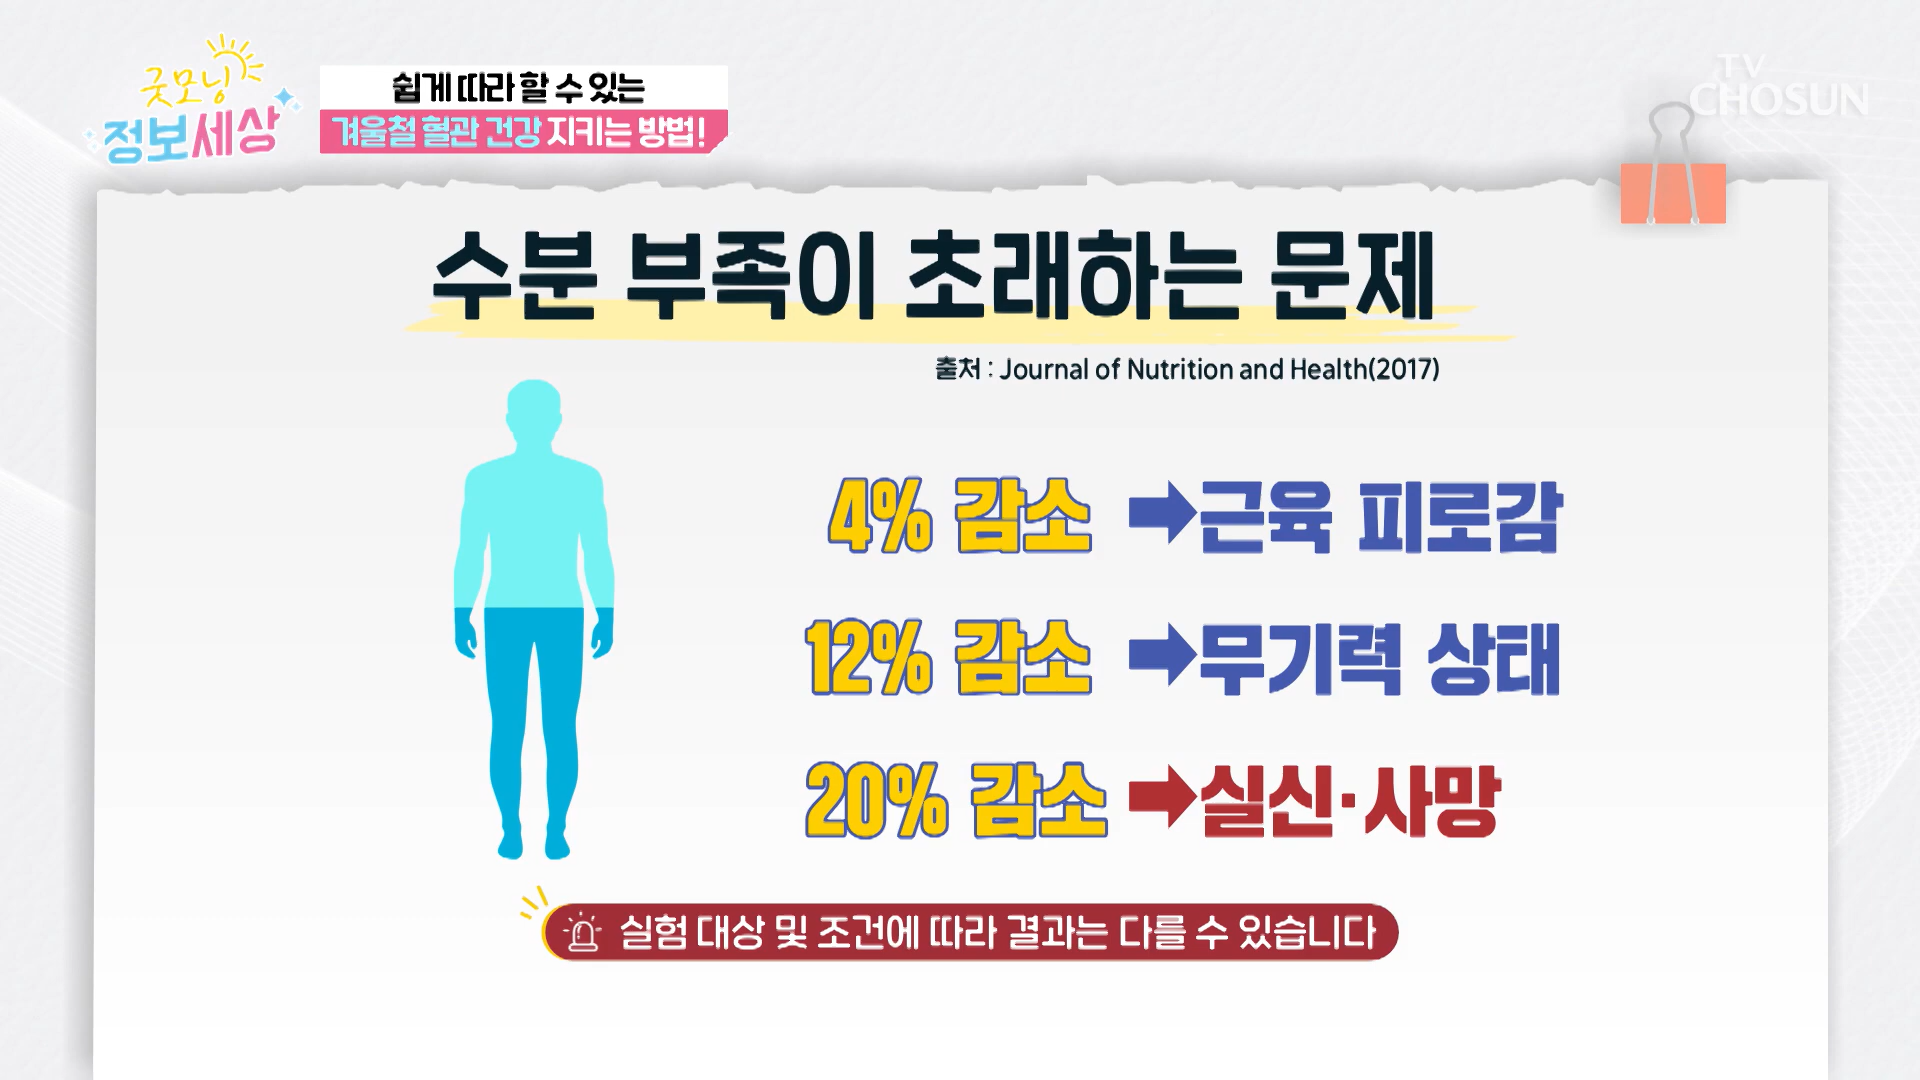 굿모닝
정보세상
쉽게 따라 할 수 있는
겨울철 혈관 건강 지키는 방법!
TV
CHOSUN
수분 부족이 초래하는 문제
출처 : Journal of Nutrition and Health(2017)
4% 감소 ➡근육 피로감
12% 감소 ➡무기력 상태
20% 감소 ➡실신·사망
실험 대상 및 조건에 따라 결과는 다를 수 있습니다